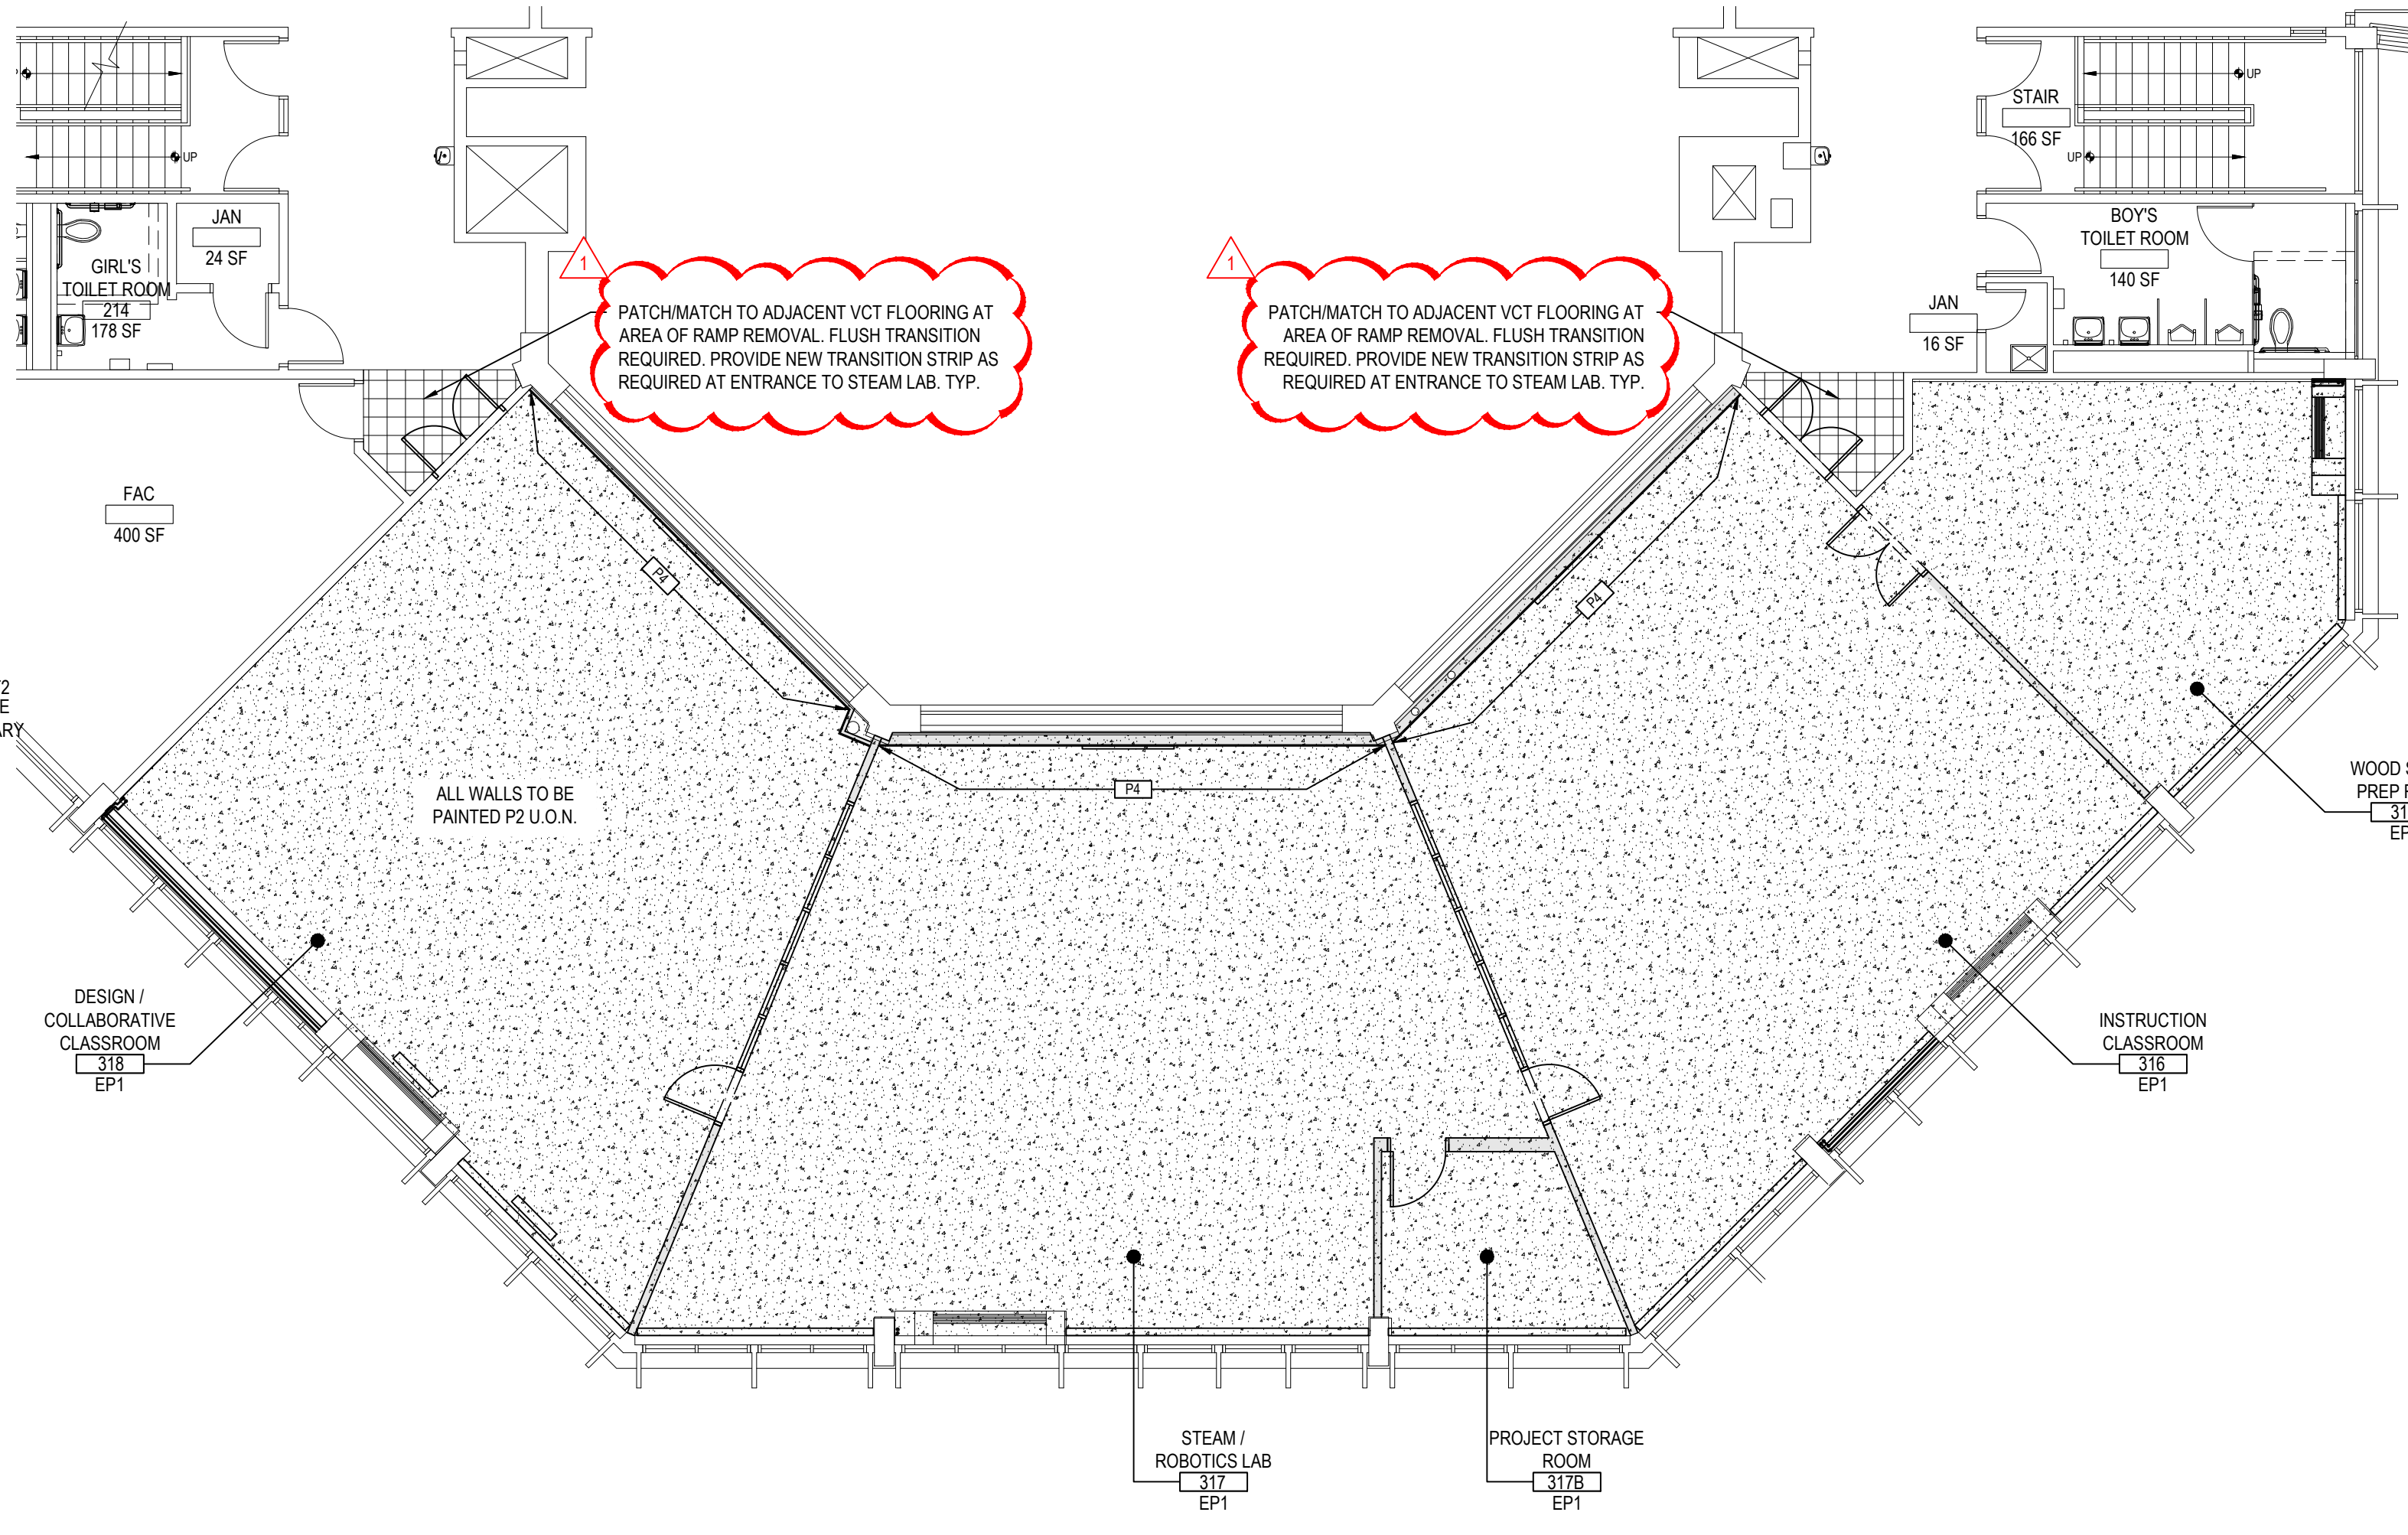 UP
UP
STAIR
166 SF
UP
UP
JAN
24 SF
GIRL'S
TOILET ROOM
214
178 SF
BOY'S
TOILET ROOM
140 SF
JAN
16 SF
1
PATCH/MATCH TO ADJACENT VCT FLOORING AT
AREA OF RAMP REMOVAL. FLUSH TRANSITION
REQUIRED. PROVIDE NEW TRANSITION STRIP AS
REQUIRED AT ENTRANCE TO STEAM LAB. TYP.
1
PATCH/MATCH TO ADJACENT VCT FLOORING AT
AREA OF RAMP REMOVAL. FLUSH TRANSITION
REQUIRED. PROVIDE NEW TRANSITION STRIP AS
REQUIRED AT ENTRANCE TO STEAM LAB. TYP.
FAC
400 SF
P4
P4
P4
ALL WALLS TO BE
PAINTED P2 U.O.N.
WOOD
PREP
DESIGN /
COLLABORATIVE
CLASSROOM
318
EP1
INSTRUCTION
CLASSROOM
316
EP1
STEAM /
ROBOTICS LAB
317
EP1
PROJECT STORAGE
ROOM
317B
EP1